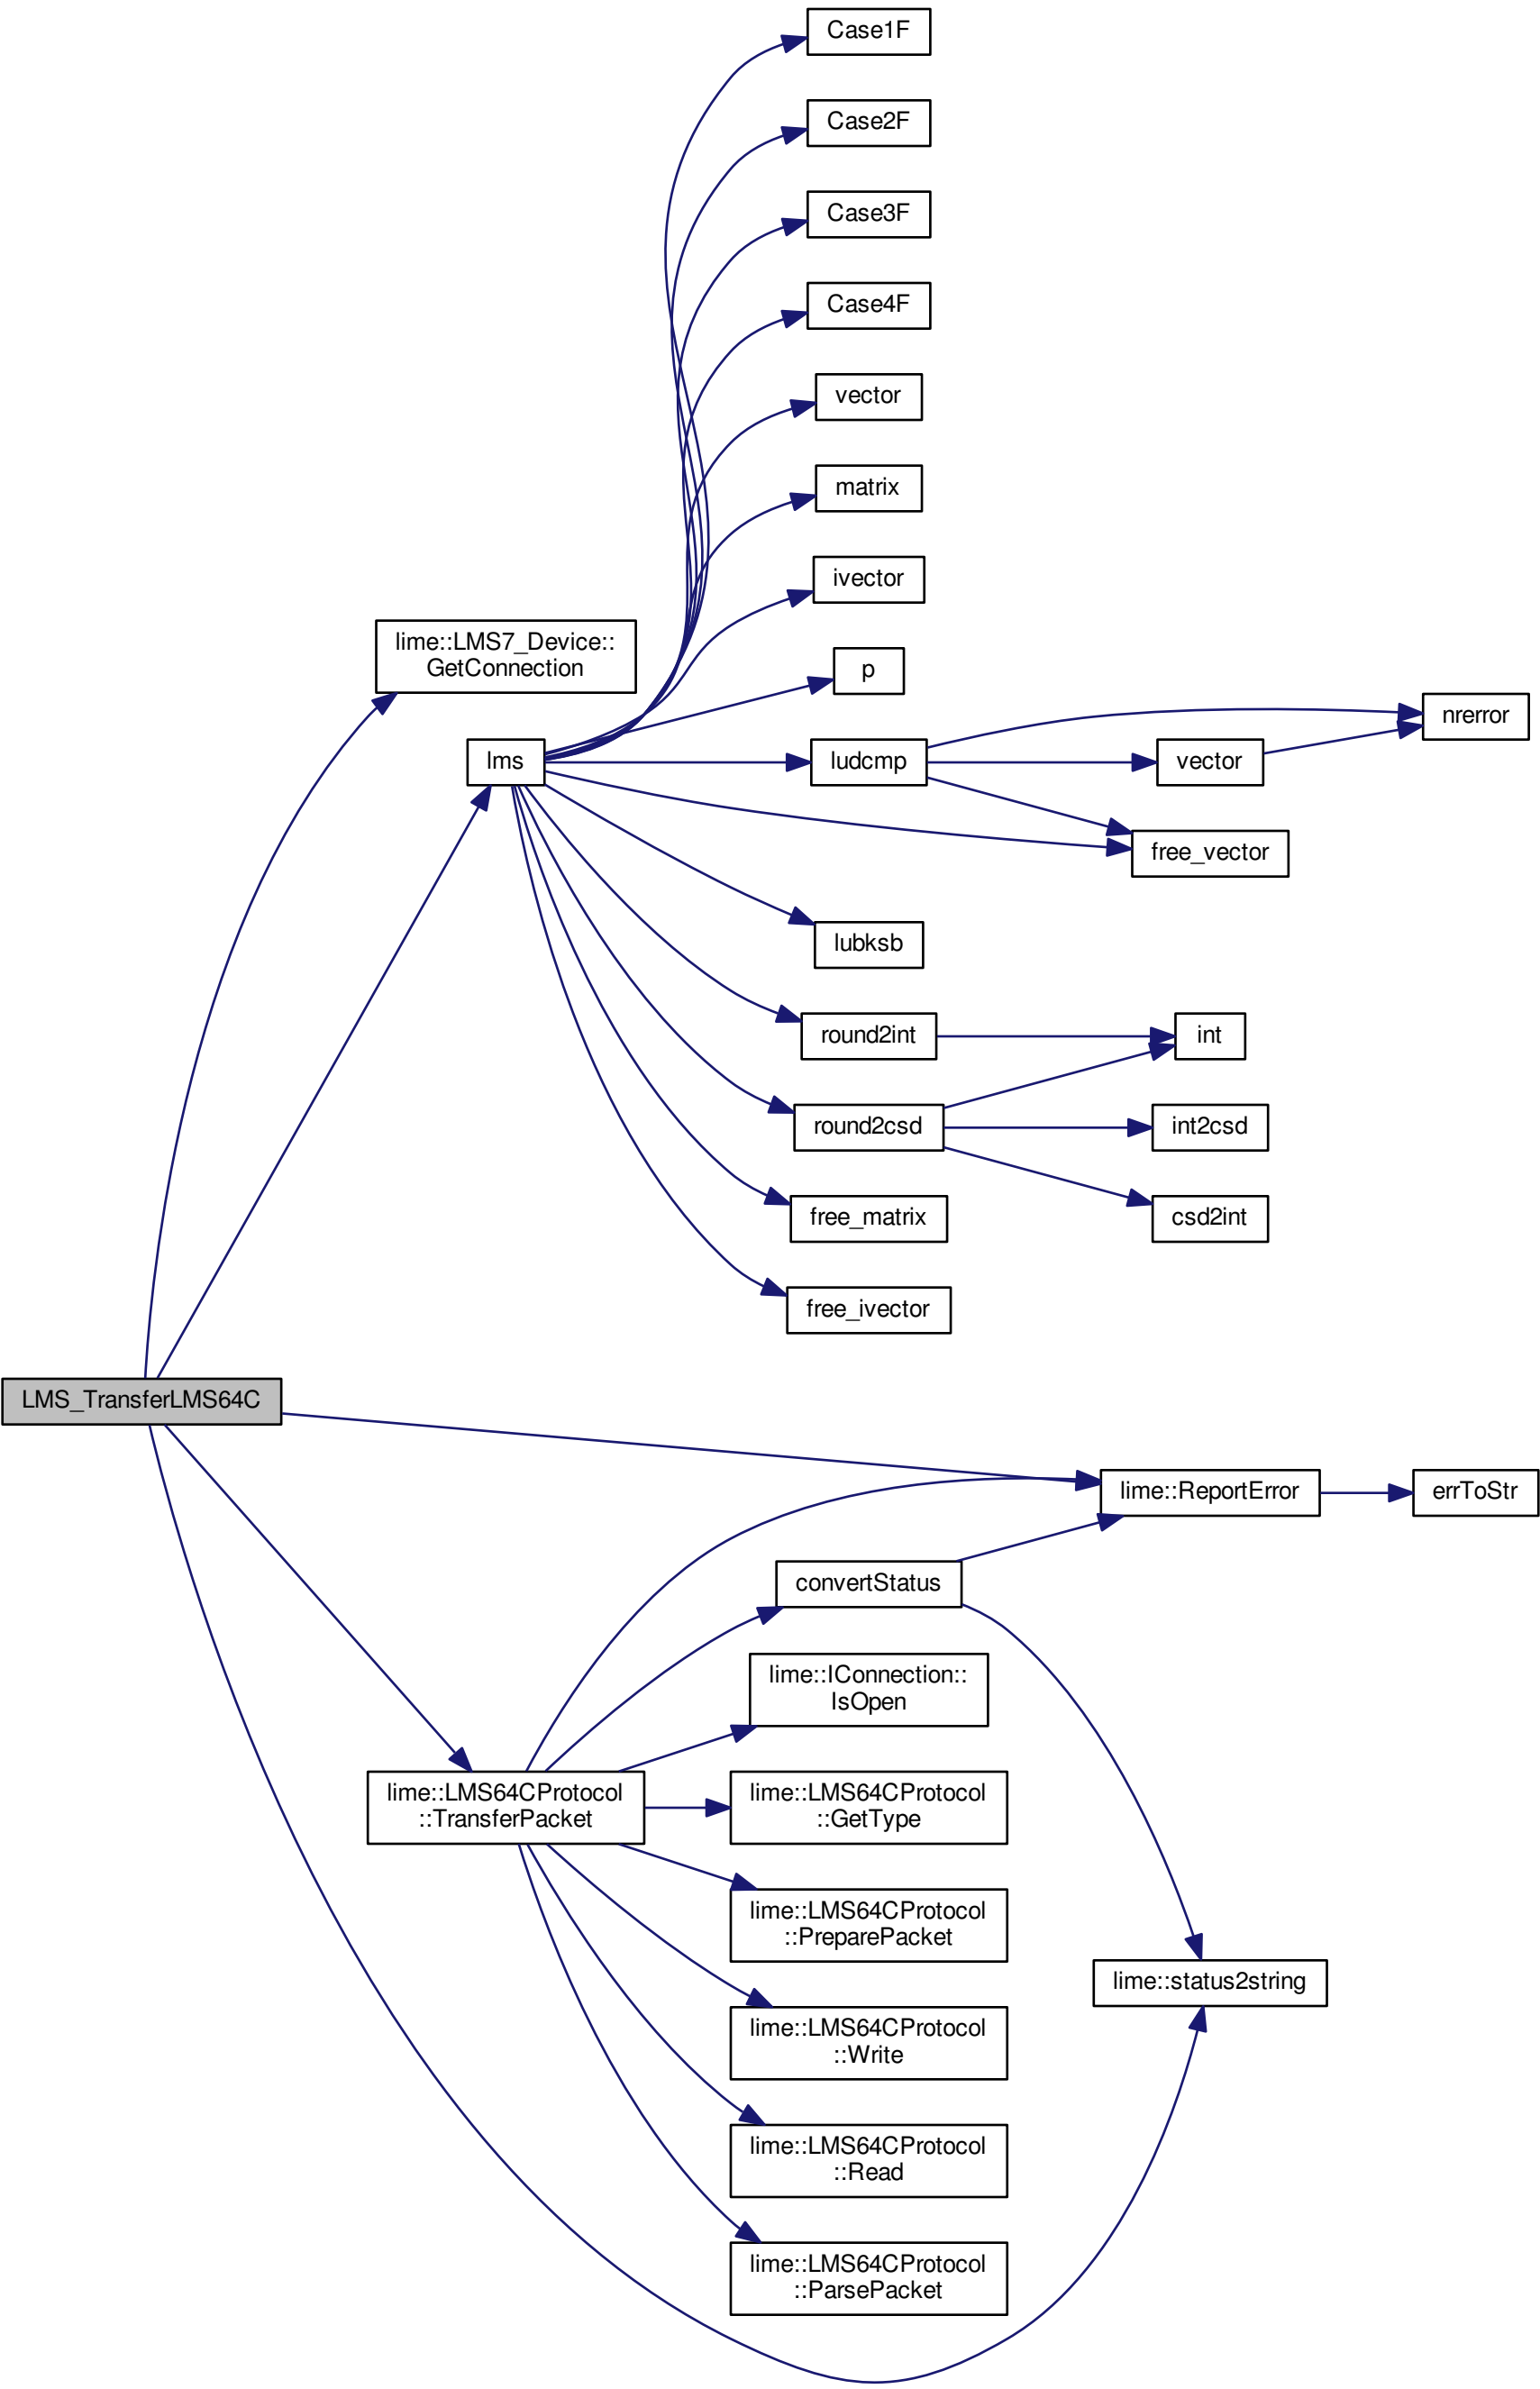 Case1F
Case2F
Case3F
Case4F
vector
matrix
ivector
lime::LMS7_Device::
GetConnection
p
nrerror
lms
ludcmp
vector
free_vector
lubksb
round2int
int
round2csd
int2csd
free_matrix
csd2int
free_ivector
LMS_TransferLMS64C
lime::ReportError
errToStr
convertStatus
lime::IConnection::
IsOpen
lime::LMS64CProtocol
::TransferPacket
lime::LMS64CProtocol
::GetType
lime::LMS64CProtocol
::PreparePacket
lime::status2string
lime::LMS64CProtocol
::Write
lime::LMS64CProtocol
::Read
lime::LMS64CProtocol
::ParsePacket